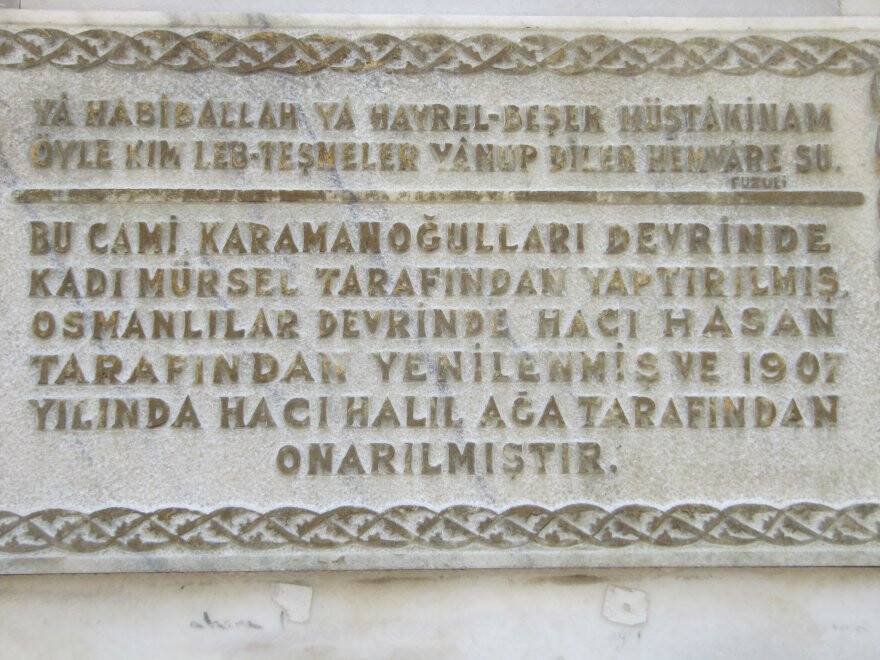 YÂ HABİBALLAH YÂ HAYREL-BEŞER MÜŞTÂKINAM
ÖYLE KIM LEB-TEŞNELER YÂNUP DİLER HEMVÂRE SU.
FUZULİ
BU CAMİ KARAMANOĞULLARI DEVRİNDE
KADI MÜRSEL TARAFINDAN YAPTIRILMIŞ,
OSMANLILAR DEVRİNDE HACI HASAN
TARAFINDAN YENİLENMİŞ VE 1907
YILINDA HACI HALİL AĞA TARAFINDAN
ONARILMIŞTIR.